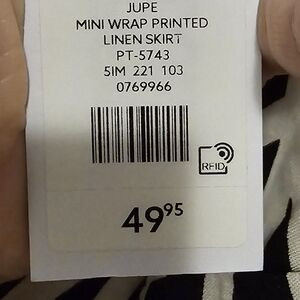 JUPE
MINI WRAP PRINTED
LINEN SKIRT
PT-5743
5IM 221 103
0769966
RFID
49.95